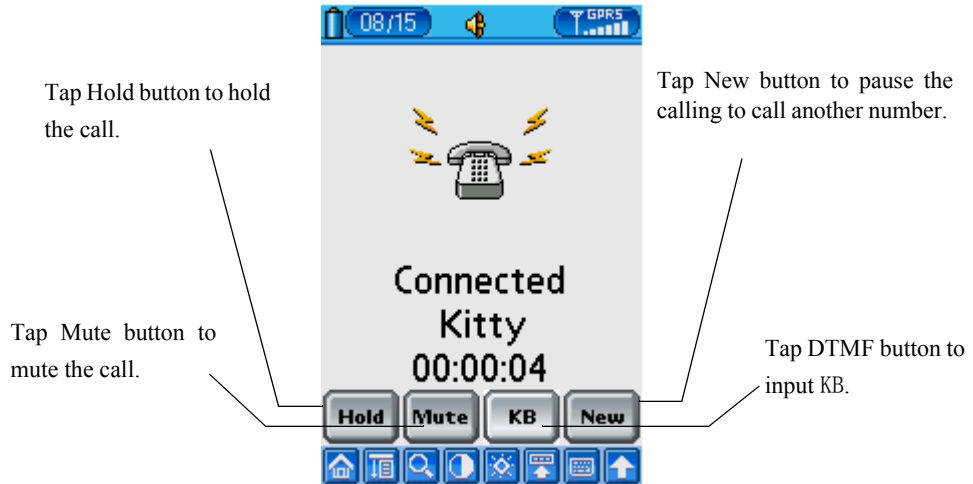 08/15
GPRS
Tap Hold button to hold
the call.
Tap New button to pause the
calling to call another number.
Connected
Kitty
00:00:04
Tap Mute button to
mute the call.
Tap DTMF button to
input KB.
Hold Mute KB New